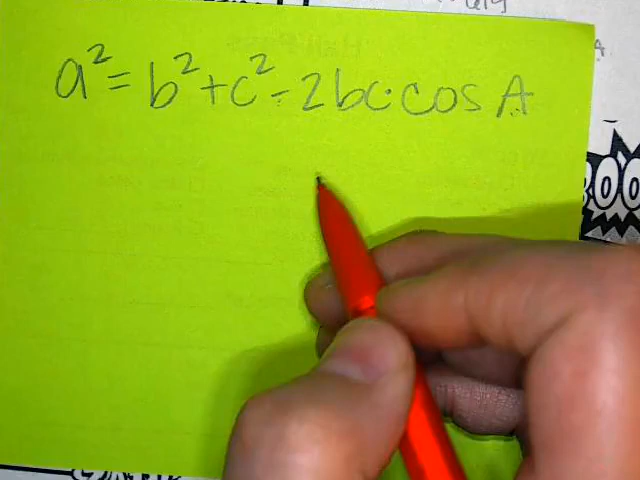 a² = b² + c² - 2bc·cos A